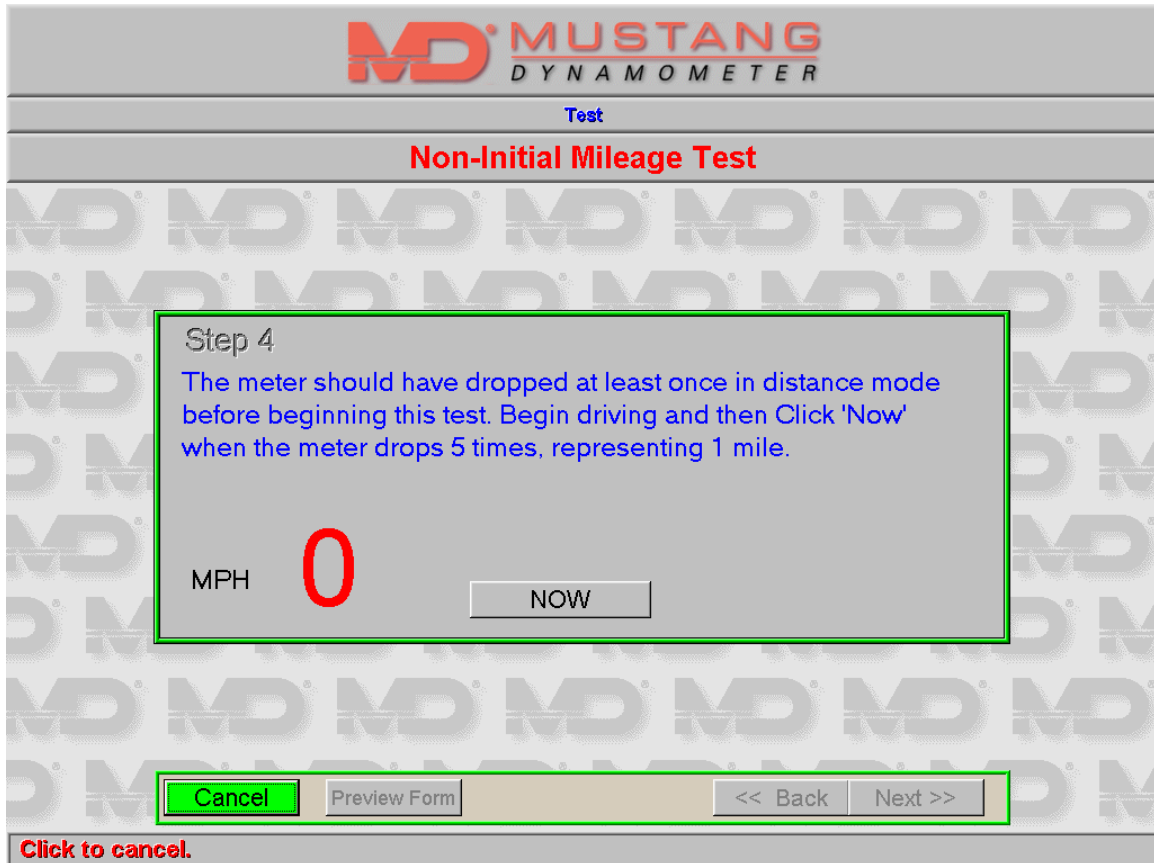 MD MUSTANG
DYNAMOMETER
Test
Non-Initial Mileage Test
Step 4
The meter should have dropped at least once in distance mode
before beginning this test. Begin driving and then Click 'Now'
when the meter drops 5 times, representing 1 mile.
MPH 0
NOW
Cancel Preview Form << Back Next >>
Click to cancel.